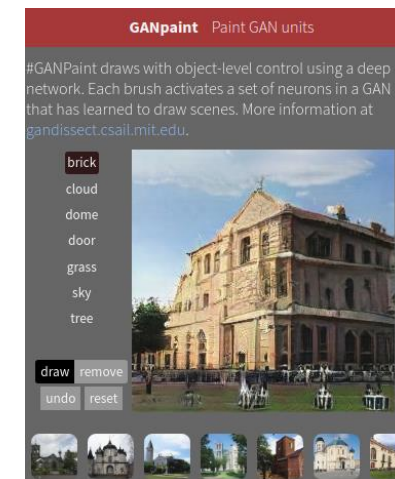 GANpaint Paint GAN units
#GANPaint draws with object-level control using a deep
network. Each brush activates a set of neurons in a GAN
that has learned to draw scenes. More information at
gandissect.csail.mit.edu.
brick
cloud
dome
door
grass
sky
tree
draw remove
undo reset